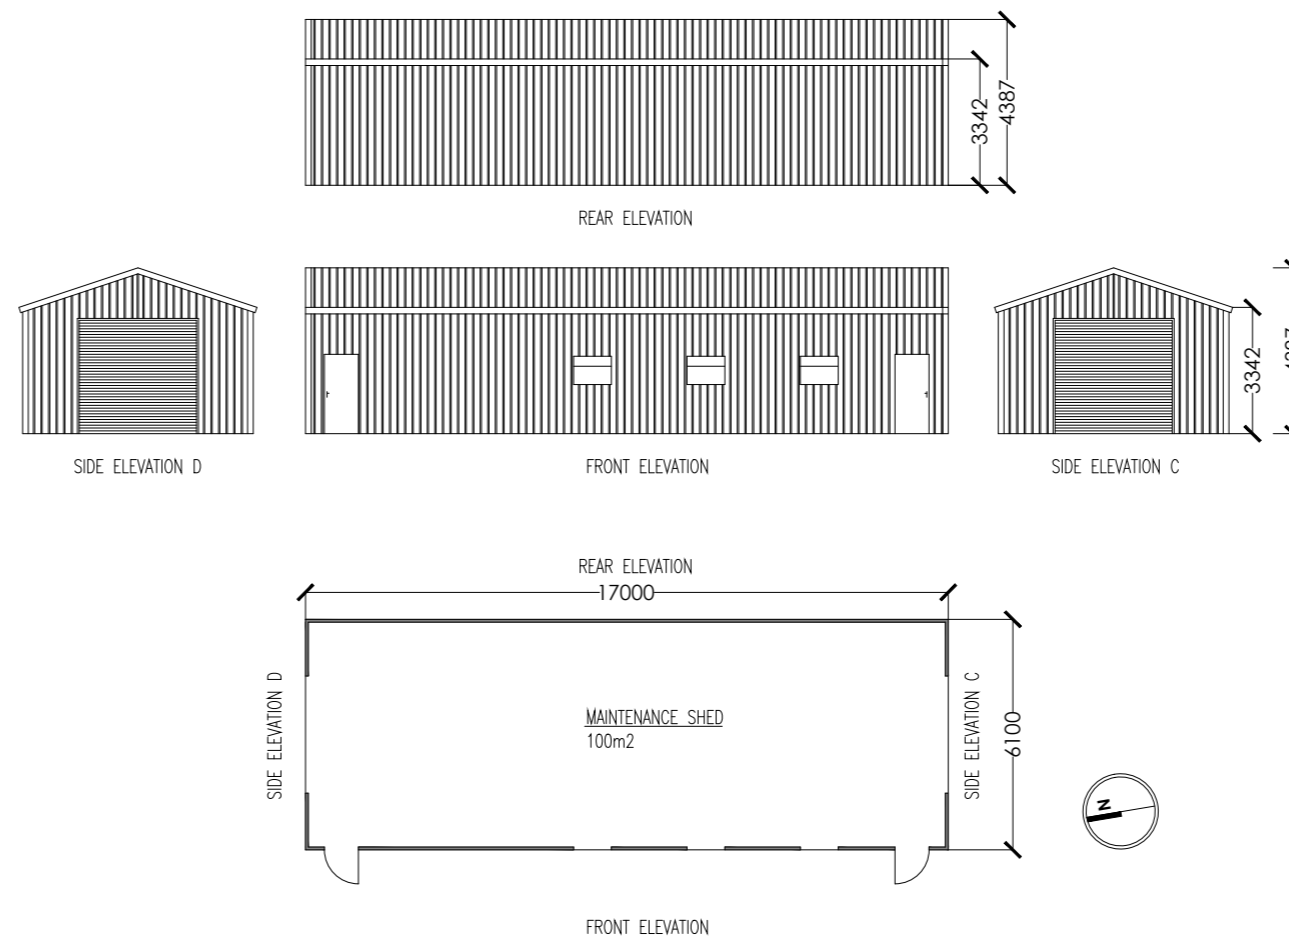 3342
4387
REAR ELEVATION
SIDE ELEVATION D
FRONT ELEVATION
SIDE ELEVATION C
3342
REAR ELEVATION
17000
SIDE ELEVATION D
MAINTENANCE SHED
100m2
SIDE ELEVATION C
6100
N
FRONT ELEVATION